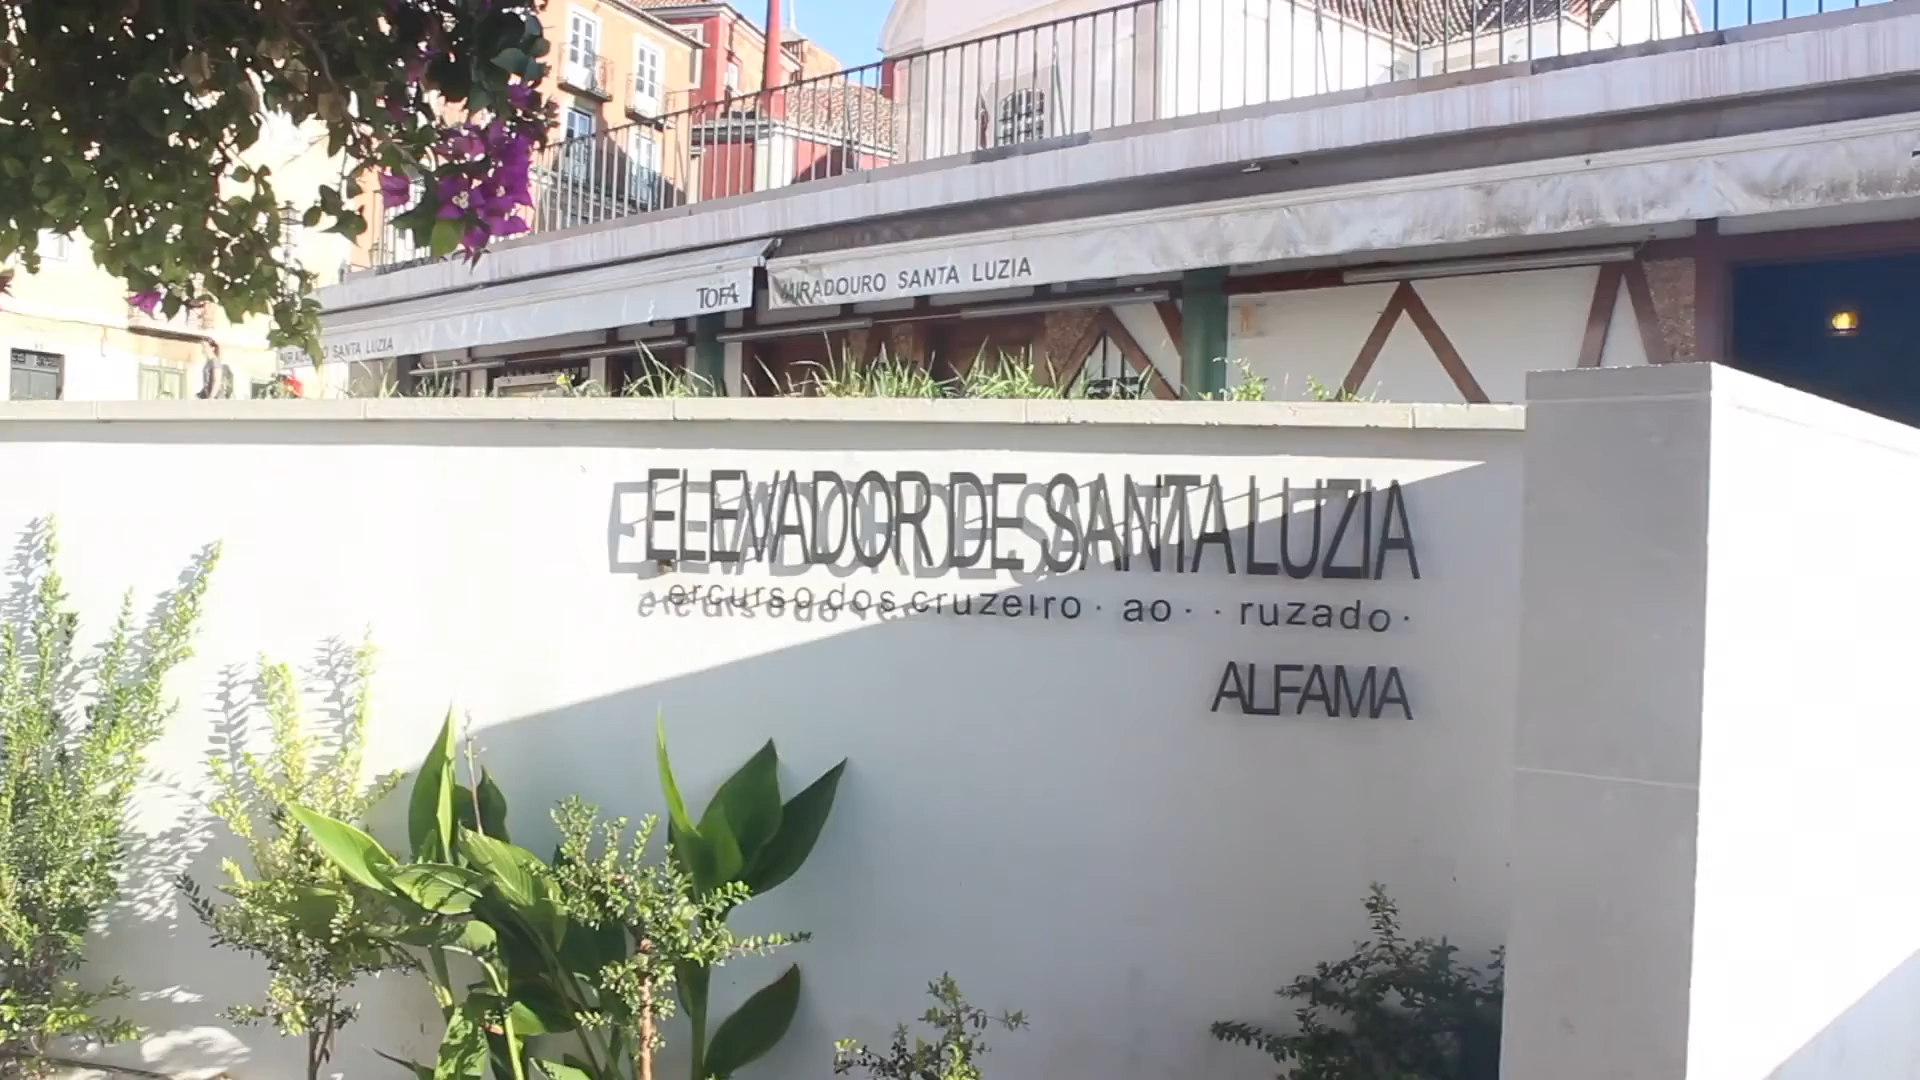 TOFA
MIRADOURO SANTA LUZIA
MIRADOURO SANTA LUZIA
ELEVADOR DE SANTA LUZIA
ercurso dos cruzeiro · ao · · ruzado ·
ALFAMA